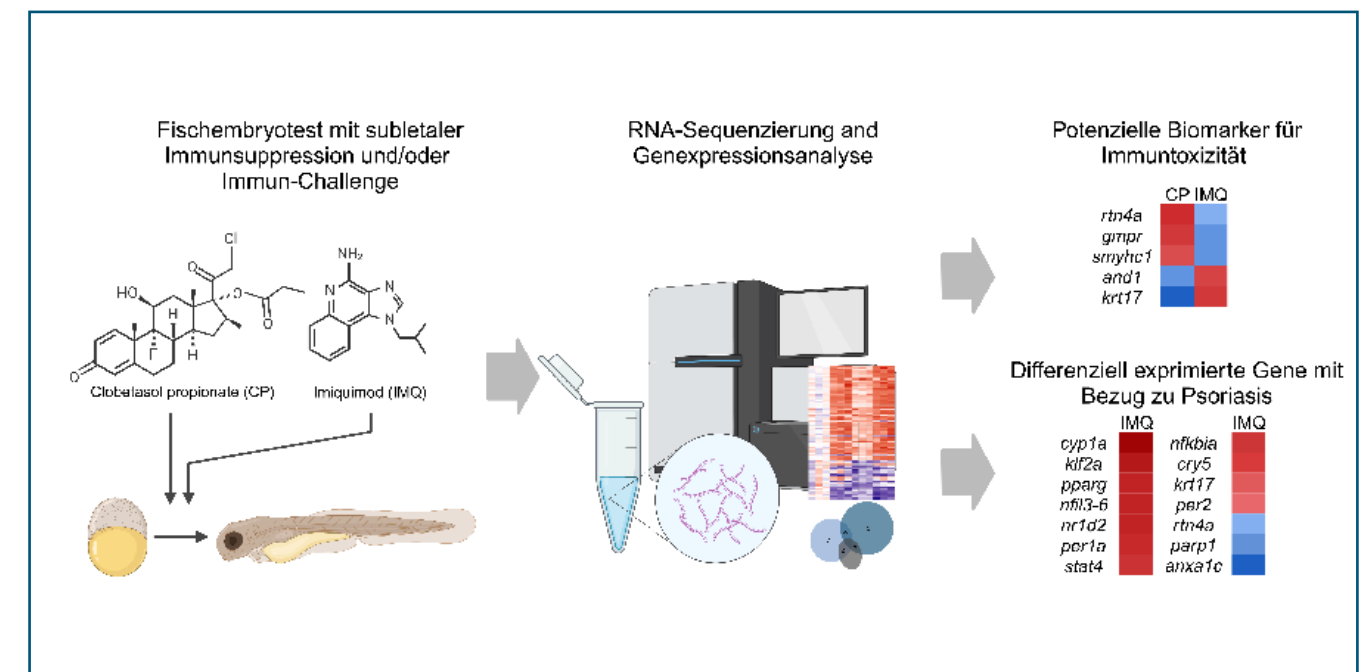 Fischembryotest mit subletaler
Immunsuppression und/oder
Immun-Challenge
Cl
O
HO
O
H
O
H
H
F
O
Clobetasol propionate (CP)
NH₂
N
N
N
Imiquimod (IMQ)
RNA-Sequenzierung and
Genexpressionsanalyse
Potenzielle Biomarker für
Immuntoxizität
CP IMQ
rtn4a
gmpr
smyhc1
and1
krt17
Differenziell exprimierte Gene mit
Bezug zu Psoriasis
IMQ IMQ
cyp1a nfkbia
klf2a cry5
pparg krt17
nfil3-6 per2
nr1d2 rtn4a
per1a parp1
stat4 anxa1c